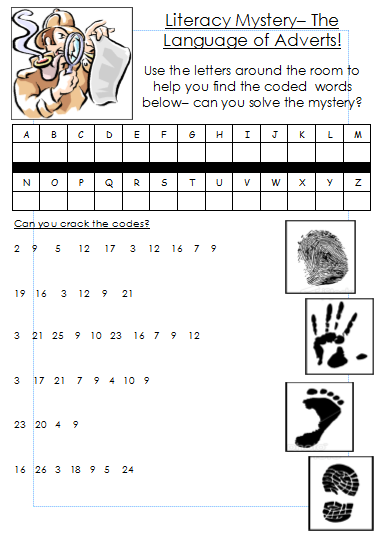 Literacy Mystery– The
Language of Adverts!
Use the letters around the room to
help you find the coded words
below– can you solve the mystery?
A B C D E F G H I J K L M
N O P Q R S T U V W X Y Z
Can you crack the codes?
2 9 5 12 17 3 12 16 7 9
19 16 3 12 9 21
3 21 25 9 10 23 16 7 9 12
3 17 21 7 9 4 10 9
23 20 4 9
16 26 3 18 9 5 24